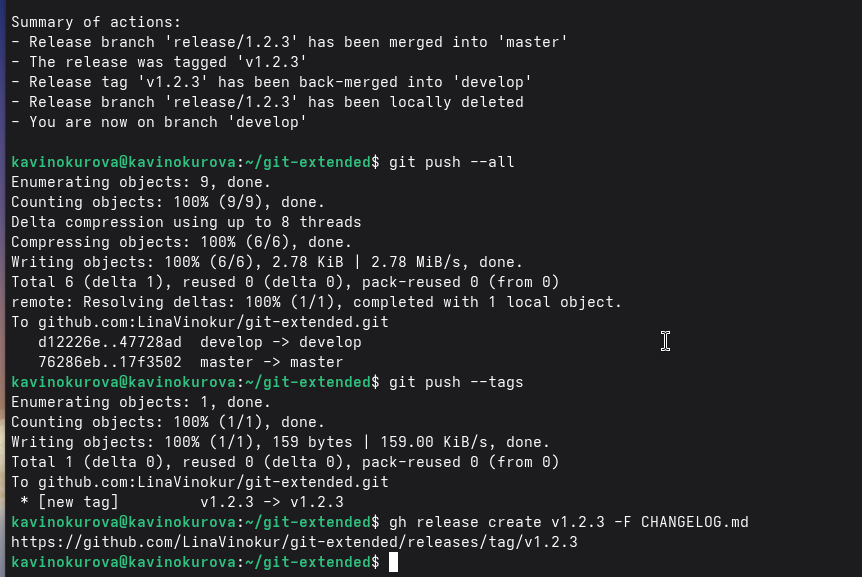 Summary of actions:
- Release branch 'release/1.2.3' has been merged into 'master'
- The release was tagged 'v1.2.3'
- Release tag 'v1.2.3' has been back-merged into 'develop'
- Release branch 'release/1.2.3' has been locally deleted
- You are now on branch 'develop'
kavinokurova@kavinokurova:~/git-extended$ git push --all
Enumerating objects: 9, done.
Counting objects: 100% (9/9), done.
Delta compression using up to 8 threads
Compressing objects: 100% (6/6), done.
Writing objects: 100% (6/6), 2.78 KiB | 2.78 MiB/s, done.
Total 6 (delta 1), reused 0 (delta 0), pack-reused 0 (from 0)
remote: Resolving deltas: 100% (1/1), completed with 1 local object.
To github.com:LinaVinokur/git-extended.git
   d12226e..47728ad  develop -> develop
   76286eb..17f3502  master -> master
kavinokurova@kavinokurova:~/git-extended$ git push --tags
Enumerating objects: 1, done.
Counting objects: 100% (1/1), done.
Writing objects: 100% (1/1), 159 bytes | 159.00 KiB/s, done.
Total 1 (delta 0), reused 0 (delta 0), pack-reused 0 (from 0)
To github.com:LinaVinokur/git-extended.git
 * [new tag]         v1.2.3 -> v1.2.3
kavinokurova@kavinokurova:~/git-extended$ gh release create v1.2.3 -F CHANGELOG.md
https://github.com/LinaVinokur/git-extended/releases/tag/v1.2.3
kavinokurova@kavinokurova:~/git-extended$